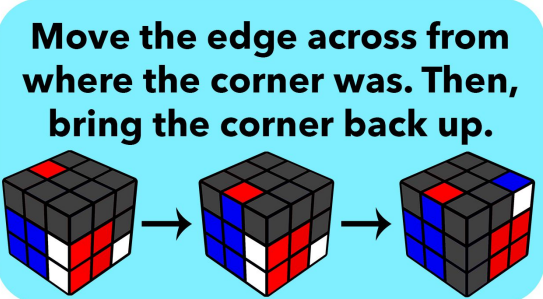 Move the edge across from
where the corner was. Then,
bring the corner back up.